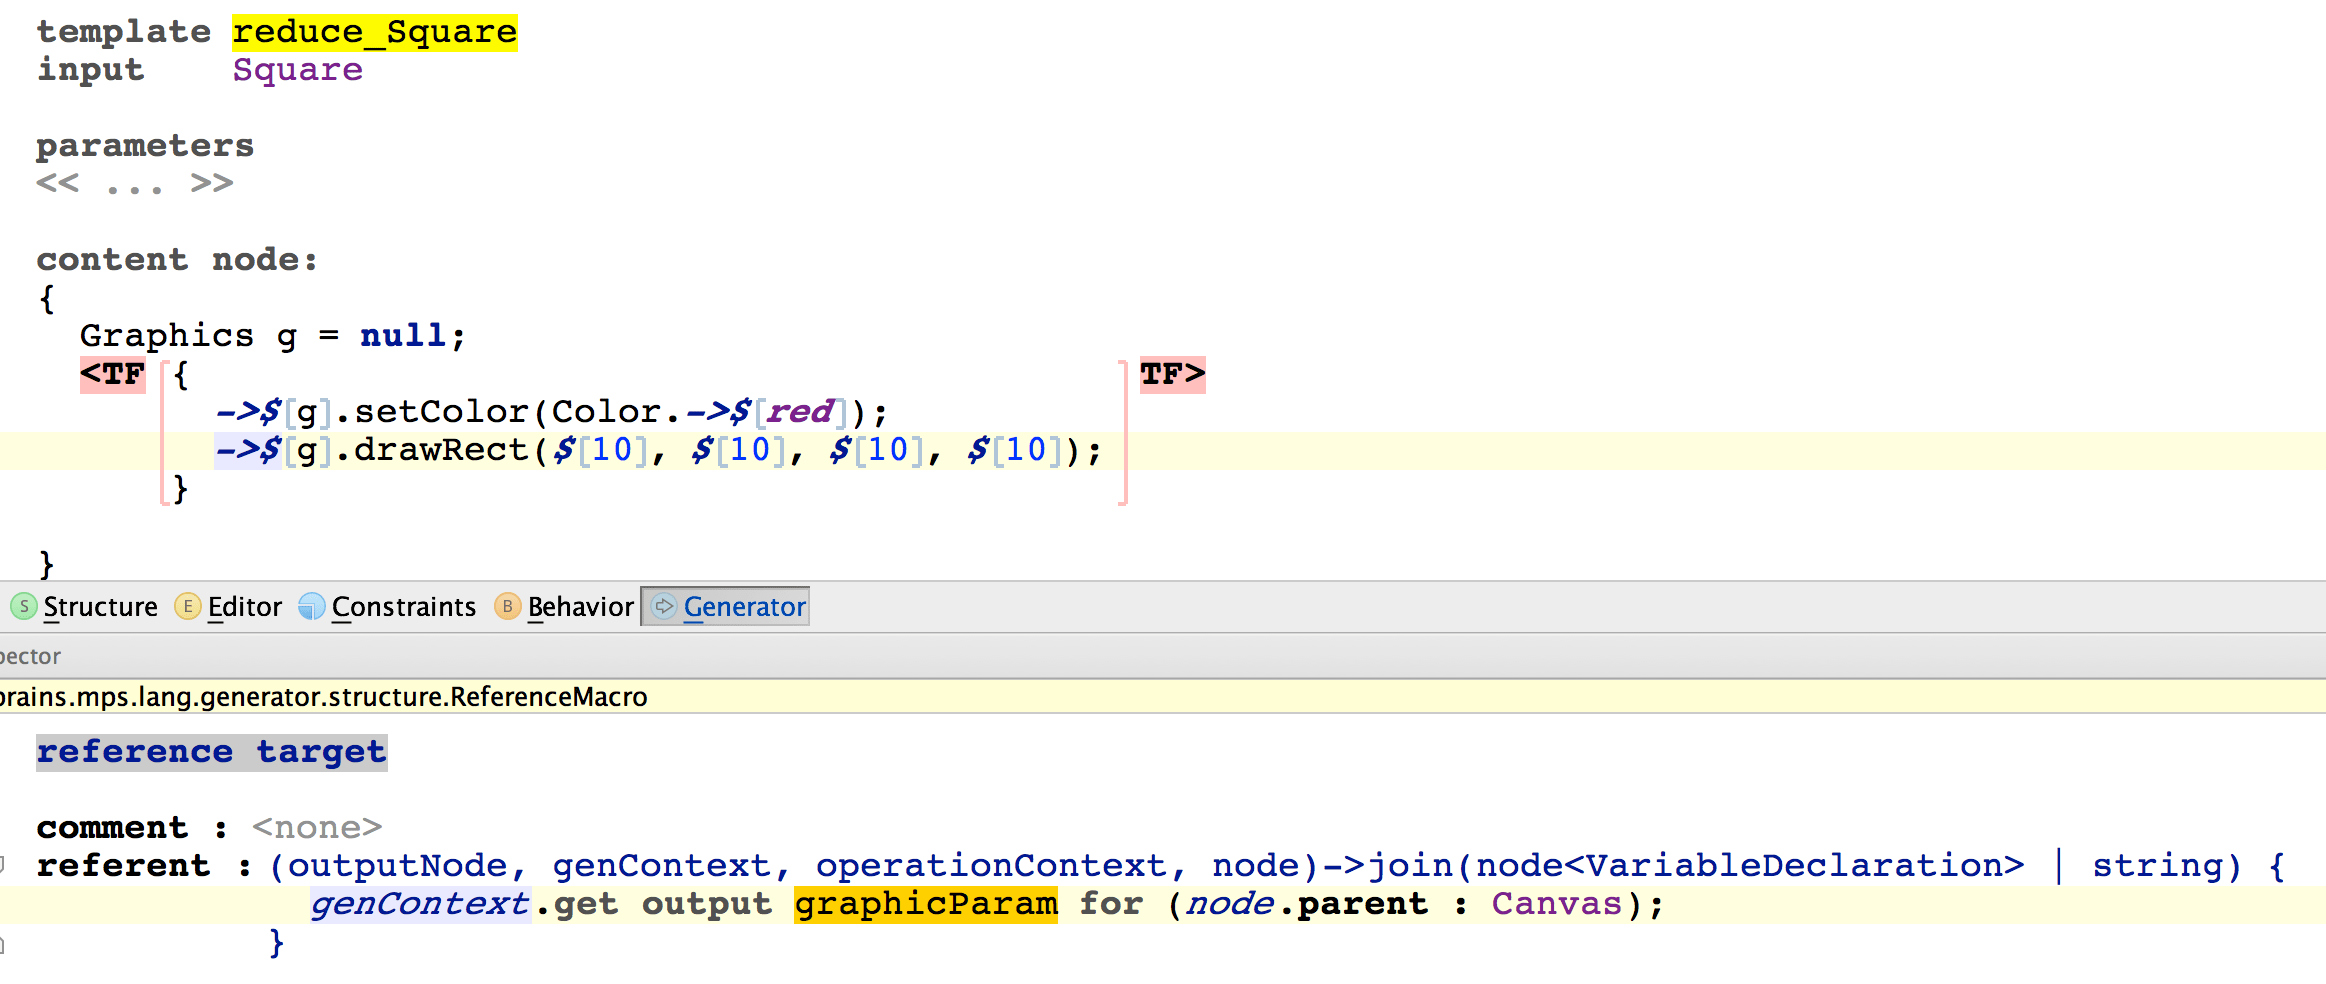 template reduce_Square
input Square
parameters
<< ... >>
content node:
{
Graphics g = null;
<TF { TF>
->$[g].setColor(Color.->$[red]);
->$[g].drawRect($[10], $[10], $[10], $[10]);
}
}
S Structure E Editor Constraints B Behavior Generator
pector
brains.mps.lang.generator.structure.ReferenceMacro
reference target
comment : <none>
referent : (outputNode, genContext, operationContext, node)->join(node<VariableDeclaration> | string) {
genContext.get output graphicParam for (node.parent : Canvas);
}